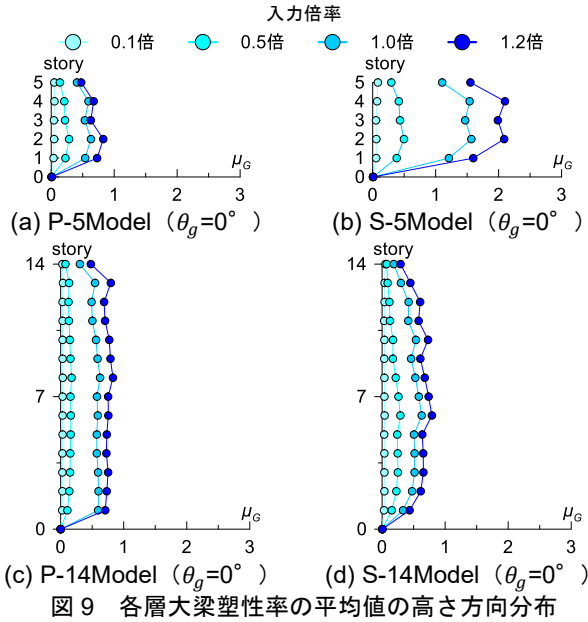 入力倍率
0.1倍 0.5倍 1.0倍 1.2倍
story story
5 5
4 4
3 3
2 2
1 μG 1 μG
0 0
0 1 2 3 0 1 2 3
(a) P-5Model（θg=0°） (b) S-5Model（θg=0°）
story story
14 14
7 7
μG μG
0 0
0 1 2 3 0 1 2 3
(c) P-14Model（θg=0°） (d) S-14Model（θg=0°）
図 9　各層大梁塑性率の平均値の高さ方向分布